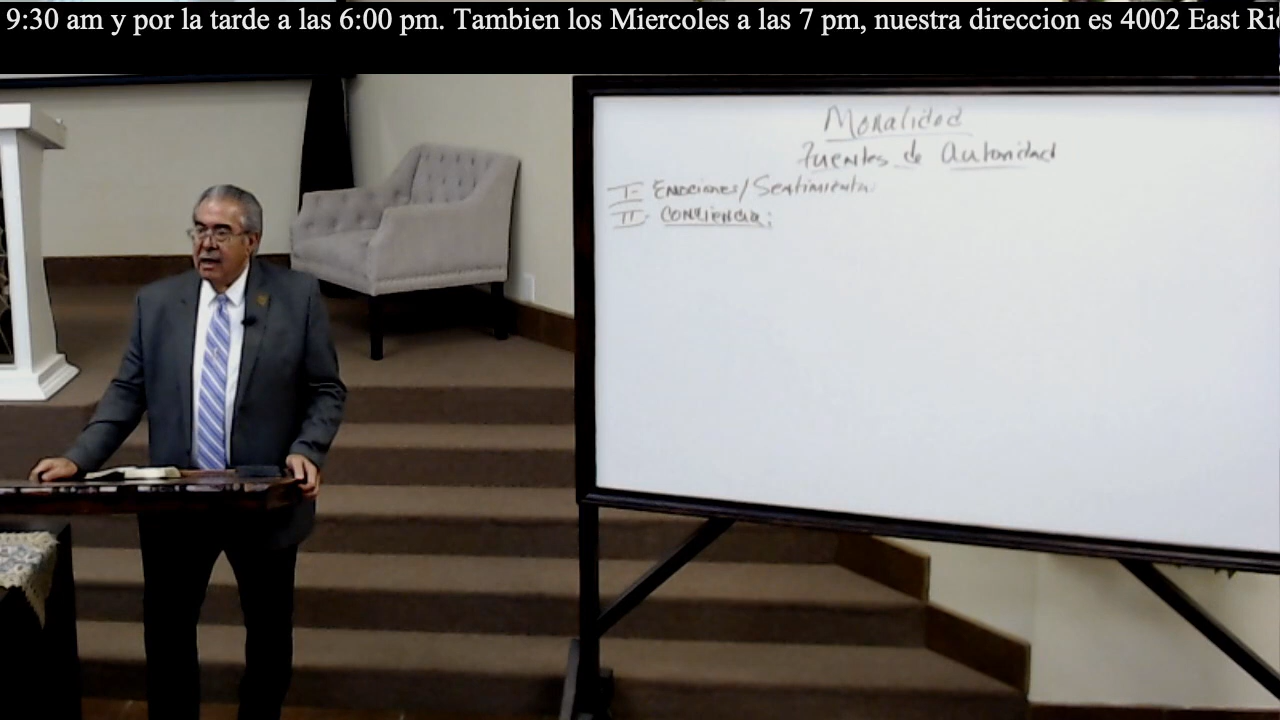 9:30 am y por la tarde a las 6:00 pm. Tambien los Miercoles a las 7 pm, nuestra direccion es 4002 East Ri
Moralidad
Fuentes de Autoridad
I- Emociones/Sentimientos
II- Conciencia: